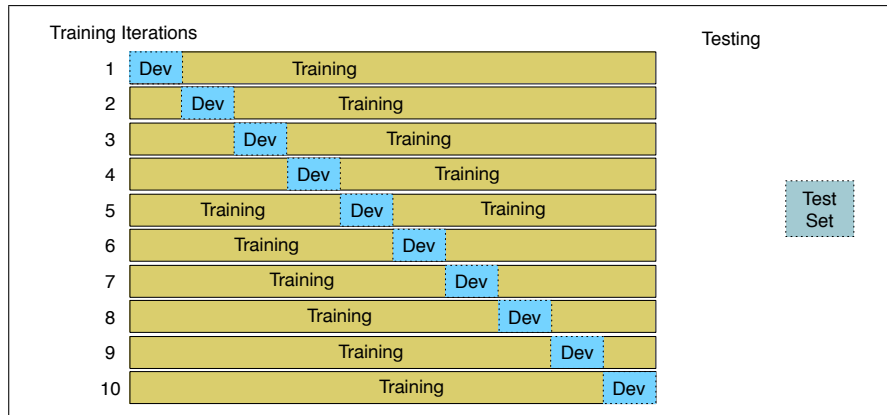 Training Iterations
Testing
1 Dev Training
2 Dev Training
3 Dev Training
4 Dev Training
5 Training Dev Training
6 Training Dev
7 Training Dev
8 Training Dev
9 Training Dev
10 Training Dev
Test
Set